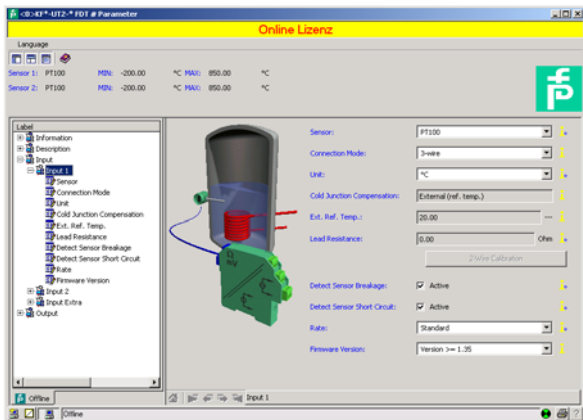 <0>KF*-UT2-* FDT # Parameter
Online Lizenz
Language
Sensor 1: PT100 MIN: -200.00 °C MAX: 850.00 °C
Sensor 2: PT100 MIN: -200.00 °C MAX: 850.00 °C
Label
Information
Description
Input
Input 1
Sensor
Connection Mode
Unit
Cold Junction Compensation
Ext. Ref. Temp.
Lead Resistance
Detect Sensor Breakage
Detect Sensor Short Circuit
Rate
Firmware Version
Input 2
Input Extra
Output
Offline
Ω
mV
Sensor: PT100
Connection Mode: 3-wire
Unit: °C
Cold Junction Compensation: External (ref. temp.)
Ext. Ref. Temp.: 20.00 ...
Lead Resistance: 0.00 Ohm
2-Wire Calibration
Detect Sensor Breakage: Active
Detect Sensor Short Circuit: Active
Rate: Standard
Firmware Version: Version >= 1.35
Input 1
Offline